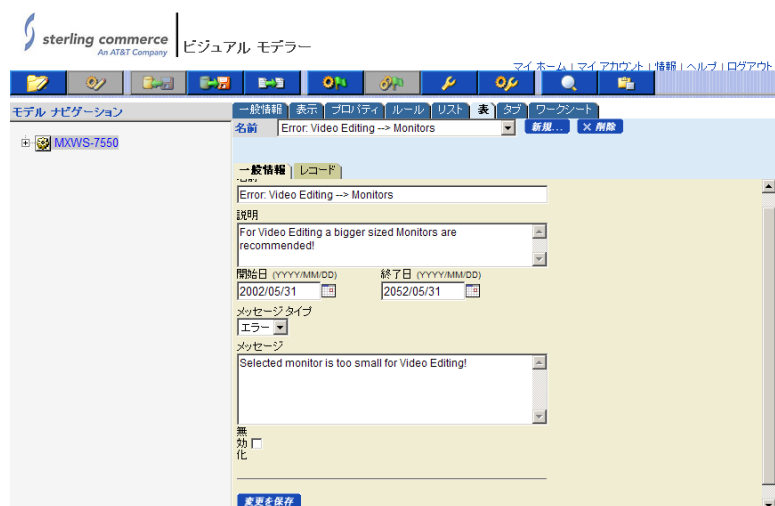 sterling commerce
An AT&T Company
ビジュアル モデラー
マイ ホーム | マイ アカウント | 情報 | ヘルプ | ログアウト
モデル ナビゲーション
MXWS-7550
一般情報 表示 プロパティ ルール リスト 表 タブ ワークシート
名前 Error: Video Editing --> Monitors 新規... 削除
一般情報 レコード
名前
Error: Video Editing --> Monitors
説明
For Video Editing a bigger sized Monitors are
recommended!
開始日 (YYYY/MM/DD) 終了日 (YYYY/MM/DD)
2002/05/31 2052/05/31
メッセージ タイプ
エラー
メッセージ
Selected monitor is too small for Video Editing!
無
効
化
変更を保存